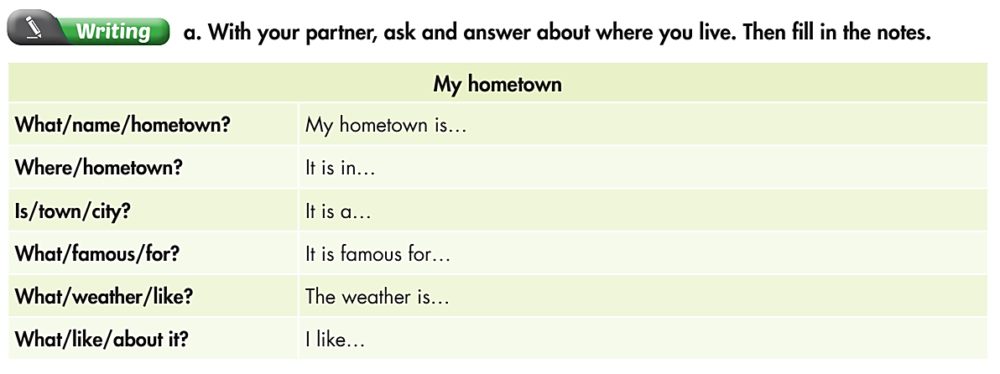 Writing a. With your partner, ask and answer about where you live. Then fill in the notes.
My hometown
What/name/hometown? My hometown is...
Where/hometown? It is in...
Is/town/city? It is a...
What/famous/for? It is famous for...
What/weather/like? The weather is...
What/like/about it? I like...